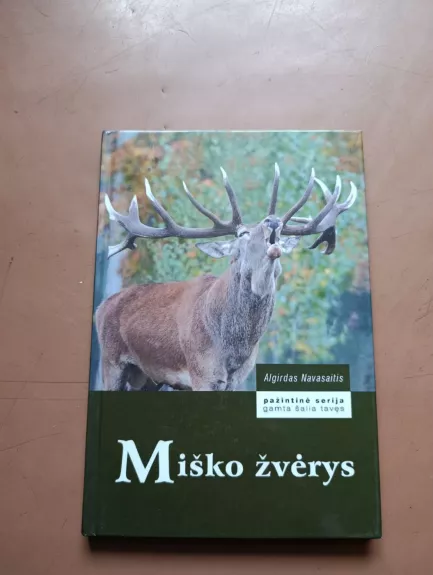 Algirdas Navasaitis
pažintinė serija
gamta šalia tavęs
Miško žvėrys